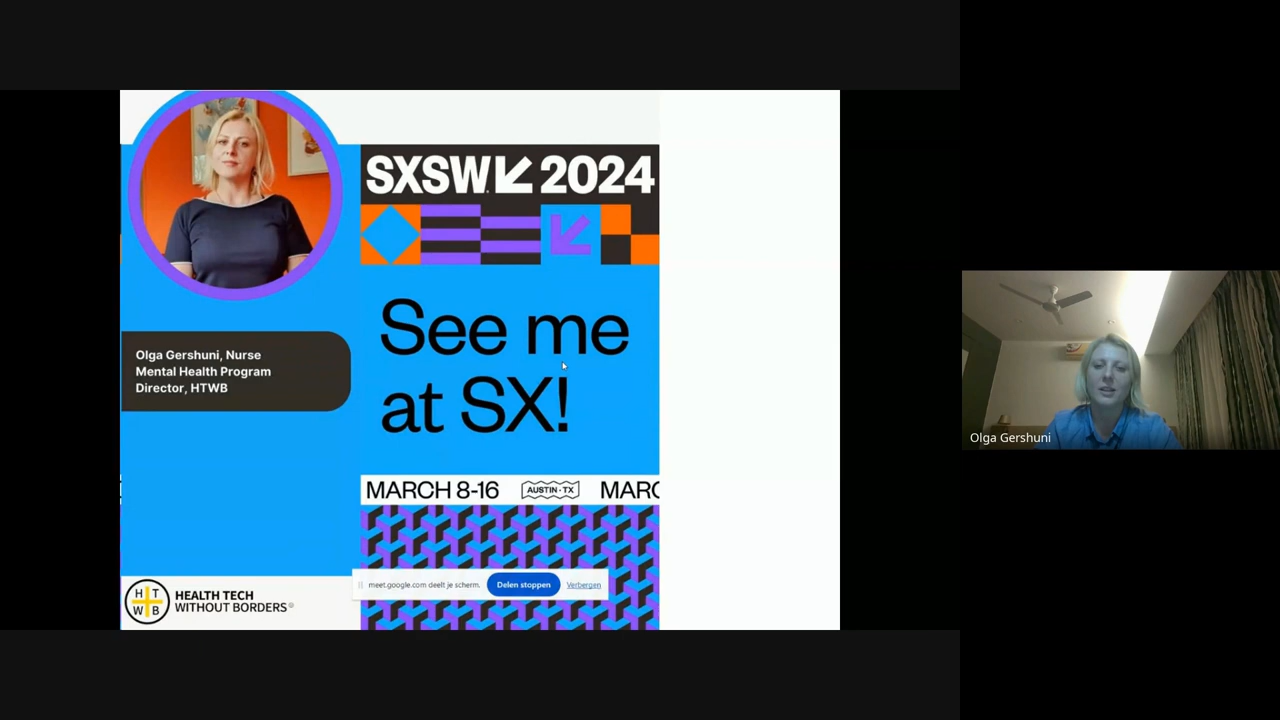 SXSW 2024
See me
at SX!
Olga Gershuni, Nurse
Mental Health Program
Director, HTWB
MARCH 8-16
AUSTIN • TX
MARC
H T
W B
HEALTH TECH
WITHOUT BORDERS®
meet.google.com deelt je scherm.
Delen stoppen
Verbergen
Olga Gershuni